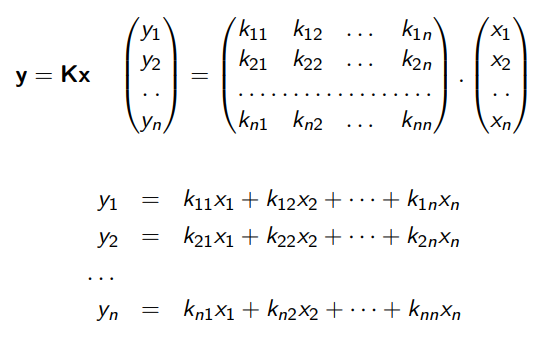 y = Kx (y1 y2 .. yn) = (k11 k12 ... k1n k21 k22 ... k2n .................. kn1 kn2 ... knn) . (x1 x2 .. xn)
y1 = k11x1 + k12x2 + ··· + k1nxn
y2 = k21x1 + k22x2 + ··· + k2nxn
...
yn = kn1x1 + kn2x2 + ··· + knnxn